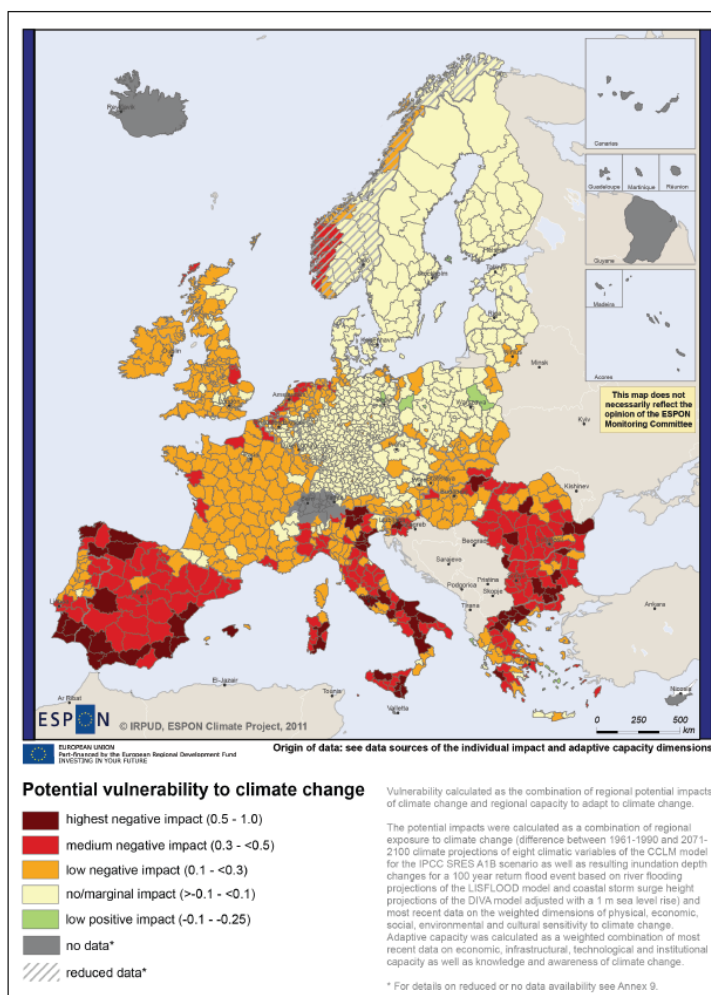 Reykjavik
Canarias
Guadeloupe
Martinique
Réunion
Guyane
Madeira
Acores
This map does not
necessarily reflect the
opinion of the ESPON
Monitoring Committee
Helsinki
Tallinn
Stockholm
Riga
Dublin
Vilnius
Minsk
Warszawa
Kyiv
Paris
Kishinev
Zagreb
Beograd
Sarajevo
Podgorica
Pristina
Skopje
Tirana
Ankara
Ar Ribat
El-Jazair
Tounis
Valletta
Nicosia
ESPON
© IRPUD, ESPON Climate Project, 2011
0 250 500
km
EUROPEAN UNION
Part-financed by the European Regional Development Fund
INVESTING IN YOUR FUTURE
Origin of data: see data sources of the individual impact and adaptive capacity dimensions
Potential vulnerability to climate change
highest negative impact (0.5 - 1.0)
medium negative impact (0.3 - <0.5)
low negative impact (0.1 - <0.3)
no/marginal impact (>-0.1 - <0.1)
low positive impact (-0.1 - -0.25)
no data*
reduced data*
Vulnerability calculated as the combination of regional potential impacts
of climate change and regional capacity to adapt to climate change.
The potential impacts were calculated as a combination of regional
exposure to climate change (difference between 1961-1990 and 2071-
2100 climate projections of eight climatic variables of the CCLM model
for the IPCC SRES A1B scenario as well as resulting inundation depth
changes for a 100 year return flood event based on river flooding
projections of the LISFLOOD model and coastal storm surge height
projections of the DIVA model adjusted with a 1 m sea level rise) and
most recent data on the weighted dimensions of physical, economic,
social, environmental and cultural sensitivity to climate change.
Adaptive capacity was calculated as a weighted combination of most
recent data on economic, infrastructural, technological and institutional
capacity as well as knowledge and awareness of climate change.
* For details on reduced or no data availability see Annex 9.